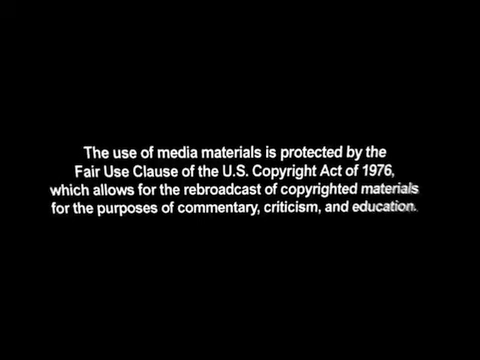 The use of media materials is protected by the
Fair Use Clause of the U.S. Copyright Act of 1976,
which allows for the rebroadcast of copyrighted materials
for the purposes of commentary, criticism, and education.